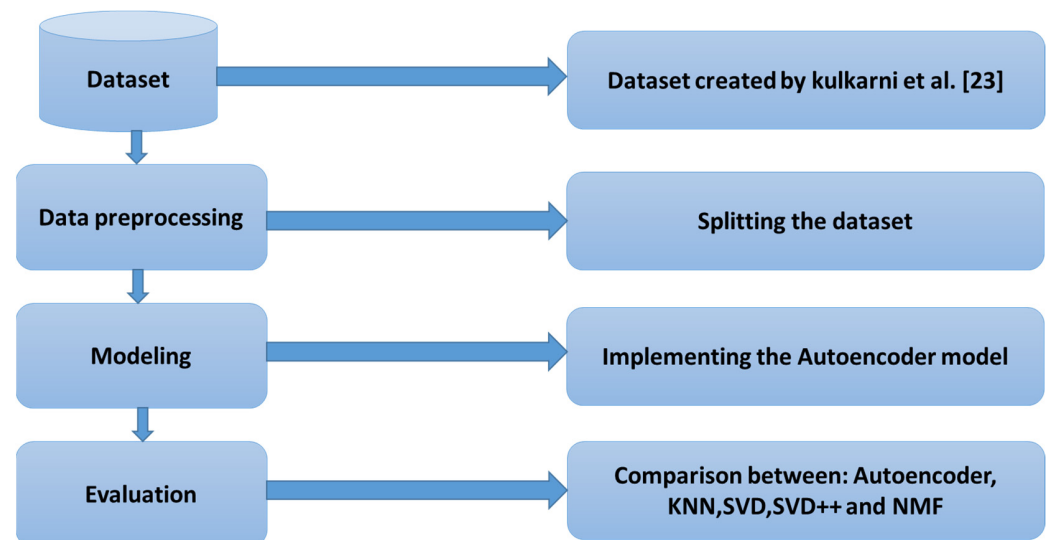 Dataset
Dataset created by kulkarni et al. [23]
Data preprocessing
Splitting the dataset
Modeling
Implementing the Autoencoder model
Evaluation
Comparison between: Autoencoder,
KNN,SVD,SVD++ and NMF